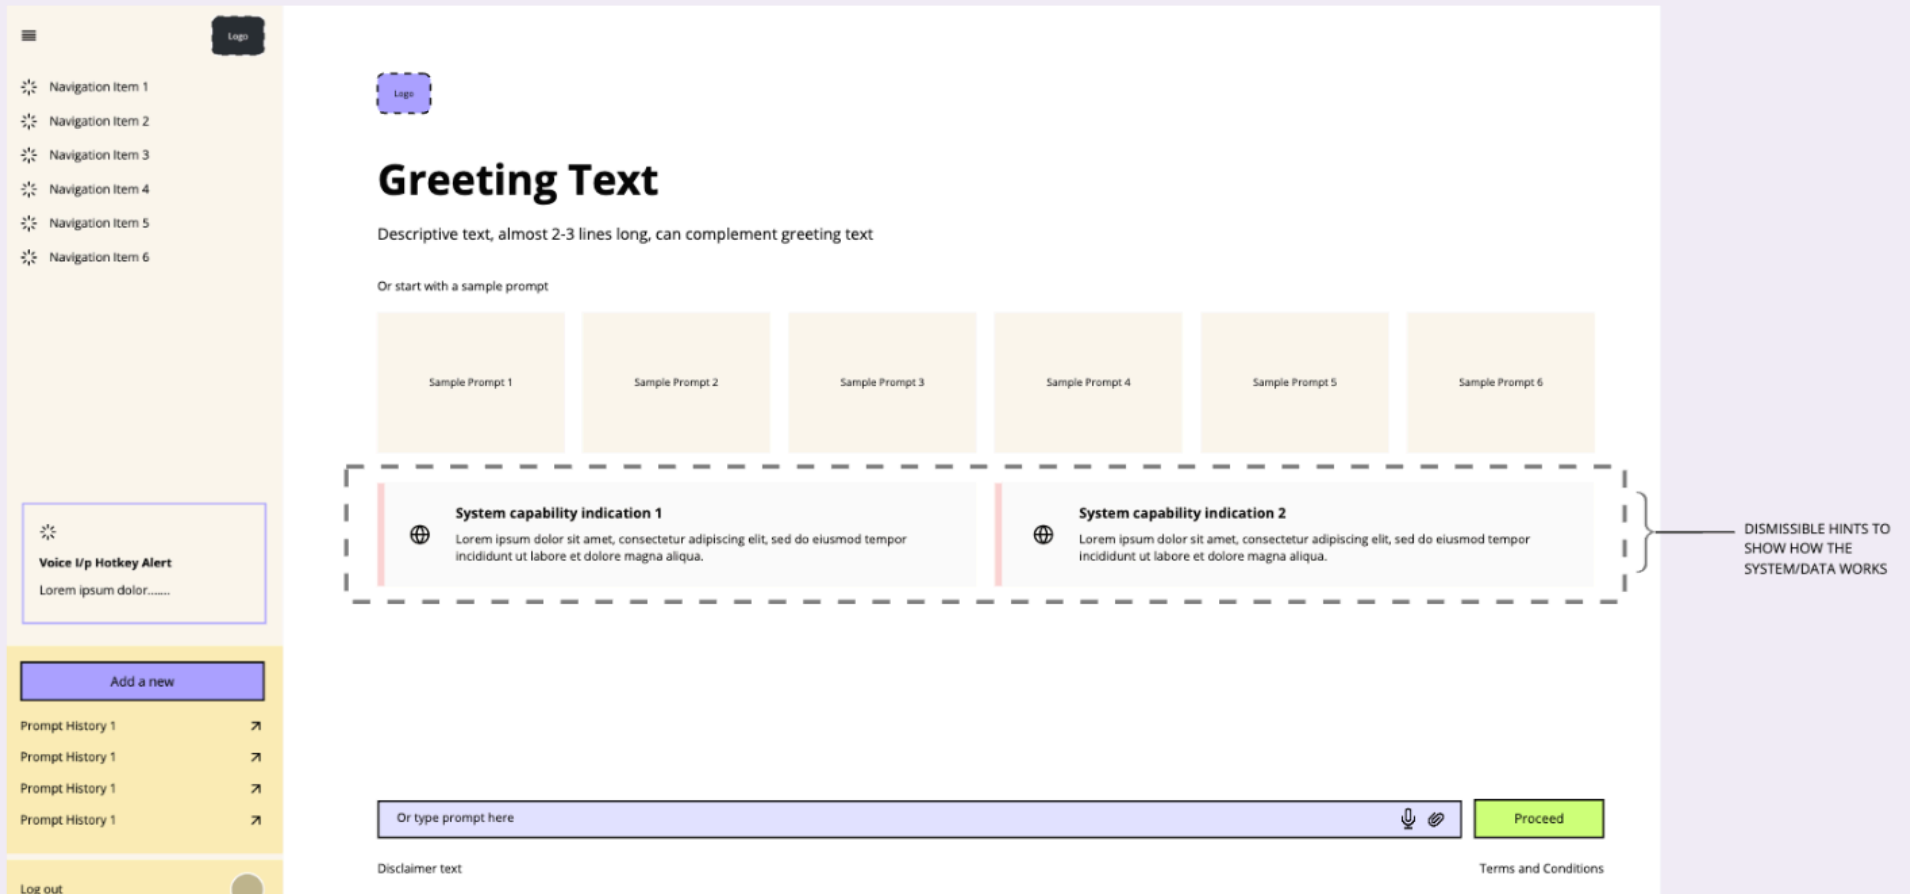 Logo
Navigation Item 1
Navigation Item 2
Navigation Item 3
Navigation Item 4
Navigation Item 5
Navigation Item 6
Voice I/p Hotkey Alert
Lorem ipsum dolor.......
Add a new
Prompt History 1
Prompt History 1
Prompt History 1
Prompt History 1
Log out
Logo
Greeting Text
Descriptive text, almost 2-3 lines long, can complement greeting text
Or start with a sample prompt
Sample Prompt 1
Sample Prompt 2
Sample Prompt 3
Sample Prompt 4
Sample Prompt 5
Sample Prompt 6
System capability indication 1
Lorem ipsum dolor sit amet, consectetur adipiscing elit, sed do eiusmod tempor
incididunt ut labore et dolore magna aliqua.
System capability indication 2
Lorem ipsum dolor sit amet, consectetur adipiscing elit, sed do eiusmod tempor
incididunt ut labore et dolore magna aliqua.
DISMISSIBLE HINTS TO
SHOW HOW THE
SYSTEM/DATA WORKS
Or type prompt here
Proceed
Disclaimer text
Terms and Conditions